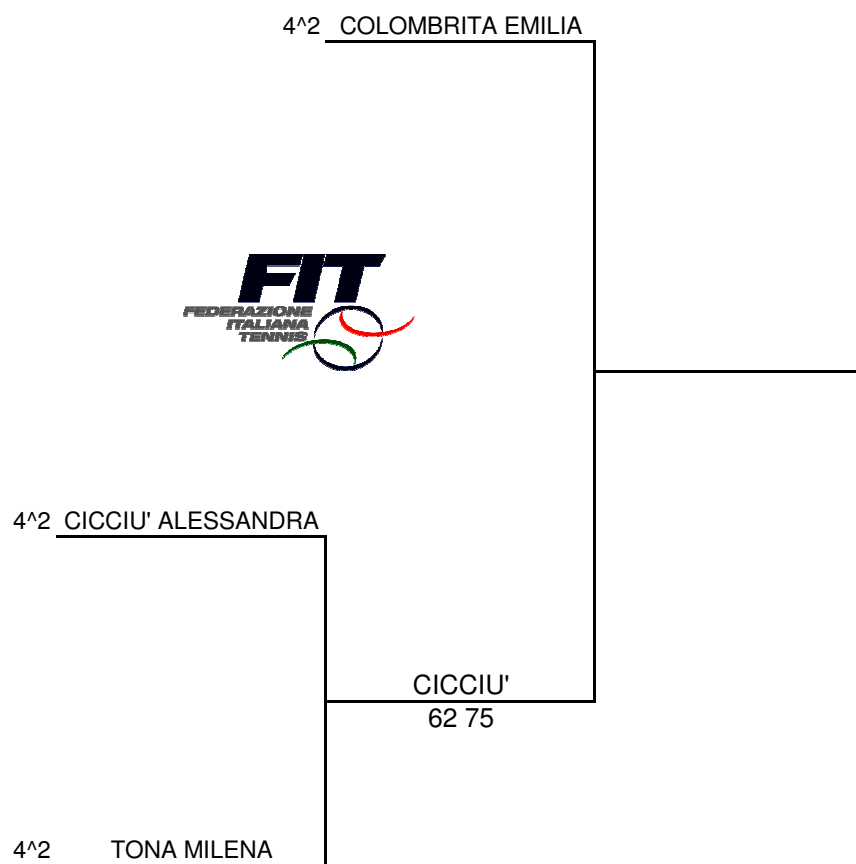 4^2 COLOMBRITA EMILIA
FIT
FEDERAZIONE
ITALIANA
TENNIS
4^2 CICCIU' ALESSANDRA
CICCIU'
62 75
4^2 TONA MILENA